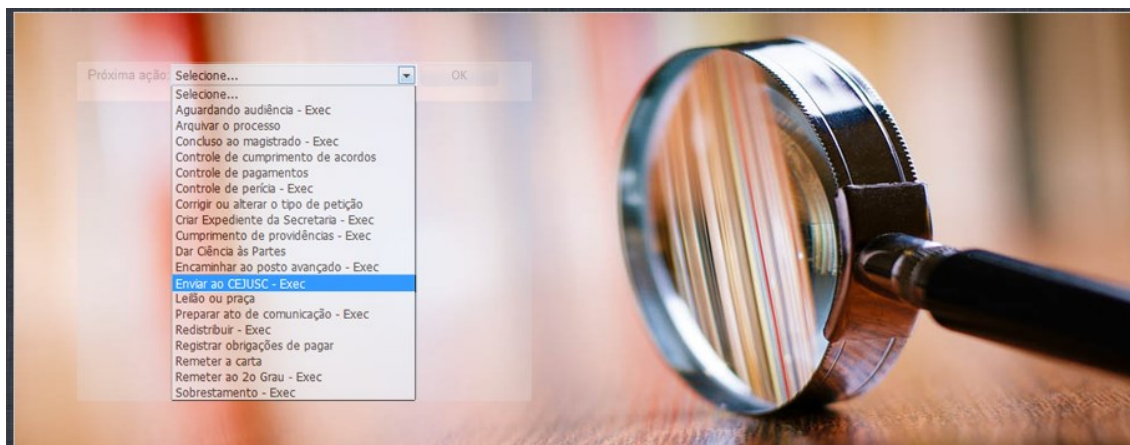 Próxima ação: Selecione... OK
Selecione...
Aguardando audiência - Exec
Arquivar o processo
Concluso ao magistrado - Exec
Controle de cumprimento de acordos
Controle de pagamentos
Controle de perícia - Exec
Corrigir ou alterar o tipo de petição
Criar Expediente da Secretaria - Exec
Cumprimento de providências - Exec
Dar Ciência às Partes
Encaminhar ao posto avançado - Exec
Enviar ao CEJUSC - Exec
Leilão ou praça
Preparar ato de comunicação - Exec
Redistribuir - Exec
Registrar obrigações de pagar
Remeter a carta
Remeter ao 2o Grau - Exec
Sobrestamento - Exec